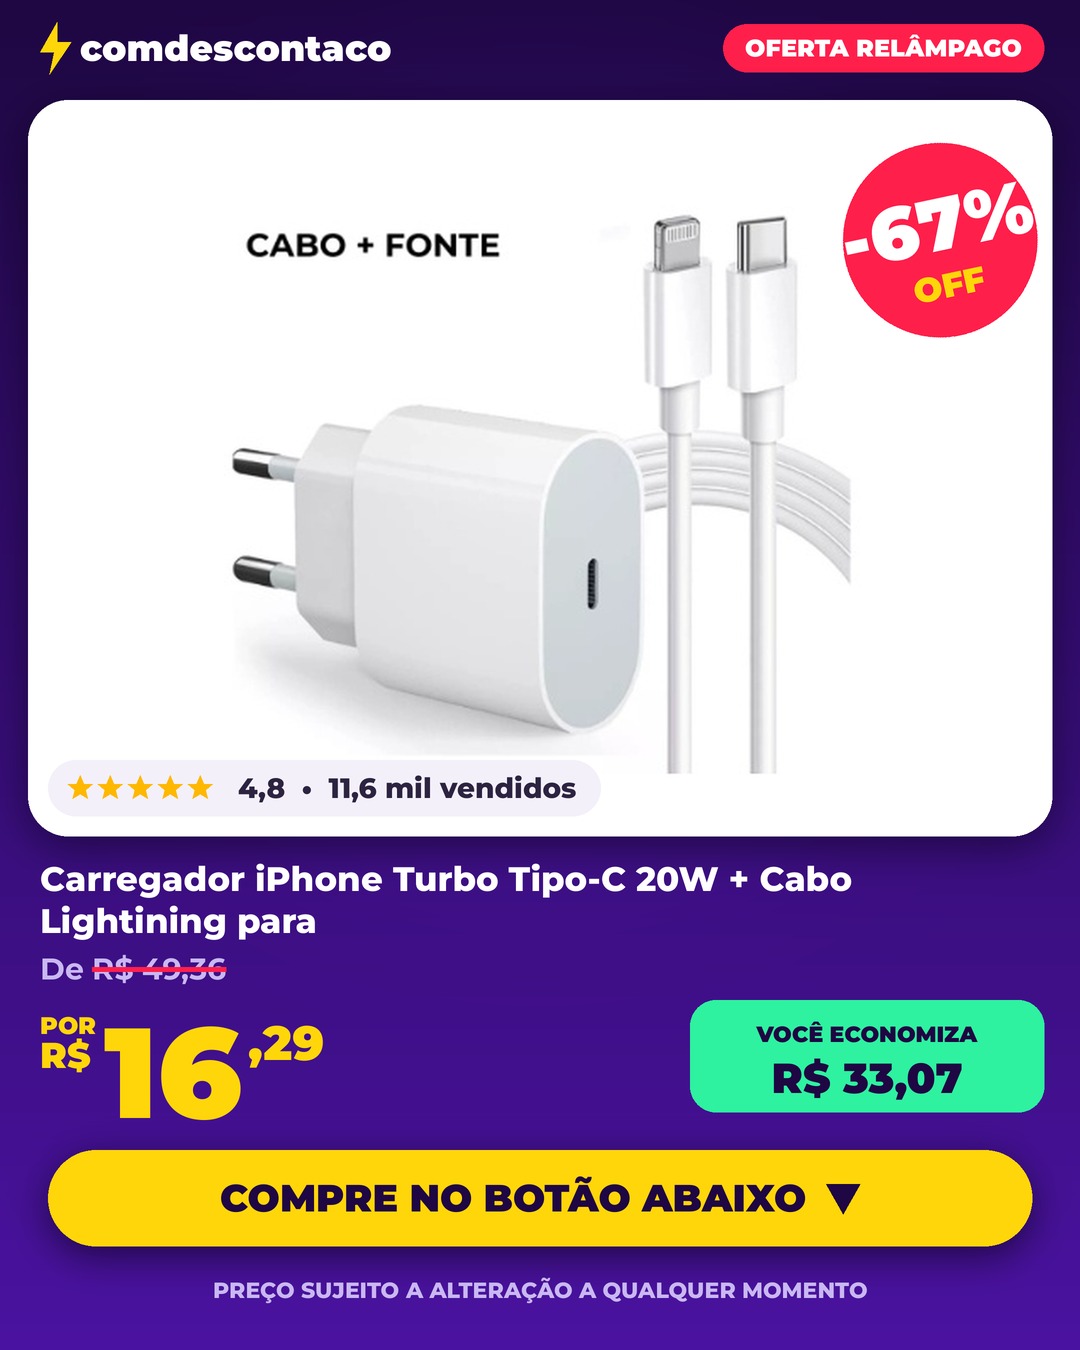 comdescontaco
OFERTA RELÂMPAGO
-67%
OFF
CABO + FONTE
4,8 • 11,6 mil vendidos
Carregador iPhone Turbo Tipo-C 20W + Cabo
Lightining para
De R$ 49,36
POR
R$ 16,29
VOCÊ ECONOMIZA
R$ 33,07
COMPRE NO BOTÃO ABAIXO ▼
PREÇO SUJEITO A ALTERAÇÃO A QUALQUER MOMENTO